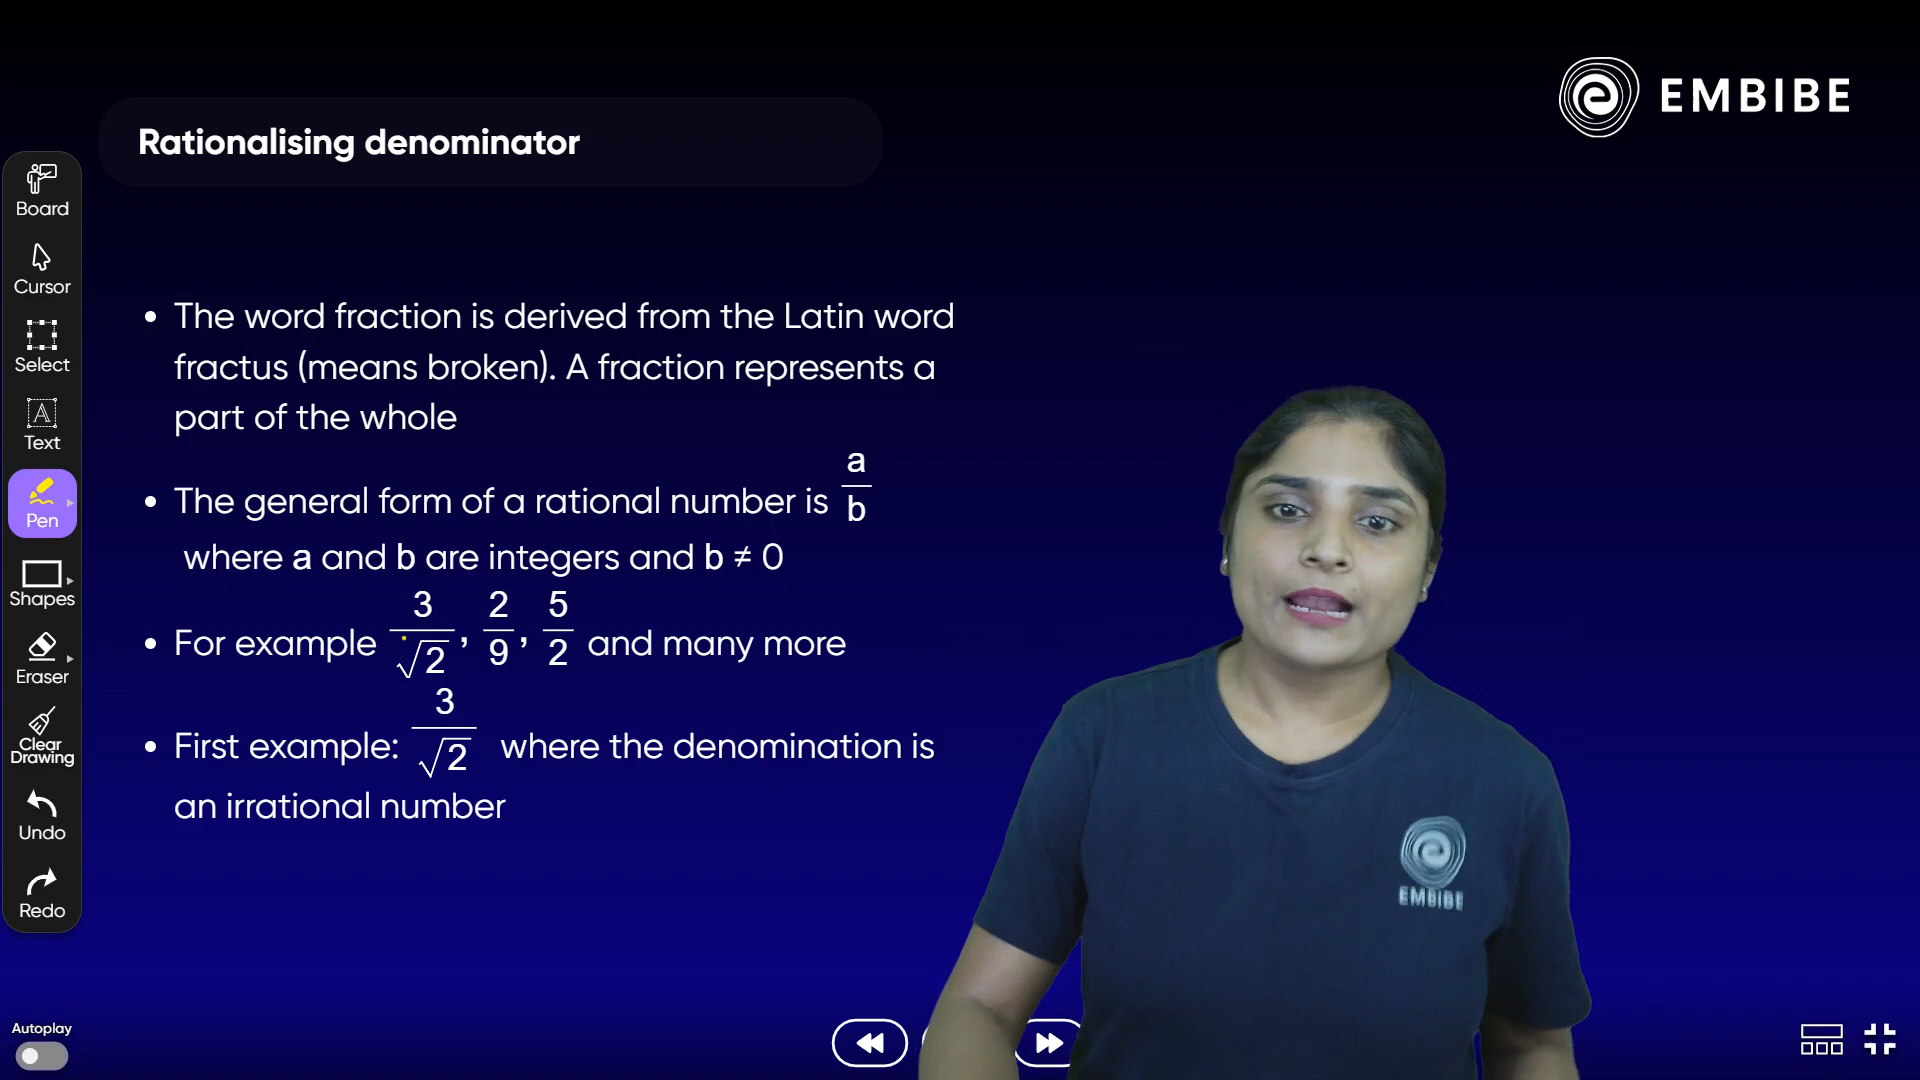 EMBIBE
Rationalising denominator
Board
Cursor
Select
Text
Pen
Shapes
Eraser
Clear
Drawing
Undo
Redo
Autoplay
• The word fraction is derived from the Latin word
fractus (means broken). A fraction represents a
part of the whole
• The general form of a rational number is a/b
where a and b are integers and b ≠ 0
• For example 3/√2, 2/9, 5/2 and many more
• First example: 3/√2 where the denomination is
an irrational number
EMBIBE